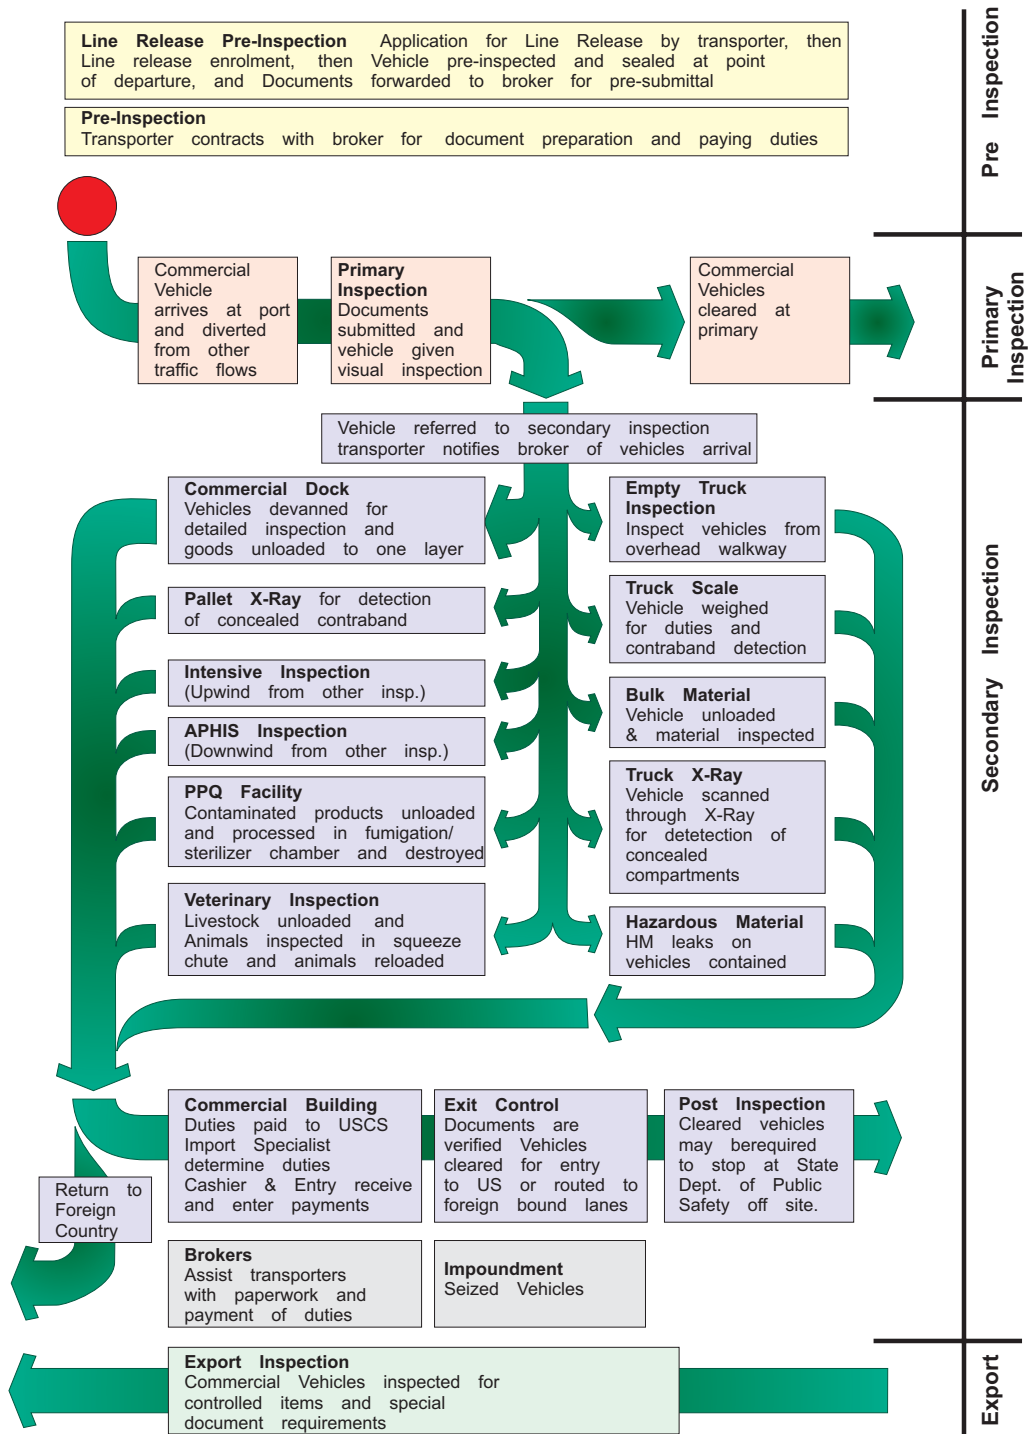 Line Release Pre-Inspection Application for Line Release by transporter, then
Line release enrolment, then Vehicle pre-inspected and sealed at point
of departure, and Documents forwarded to broker for pre-submittal
Pre-Inspection
Transporter contracts with broker for document preparation and paying duties
Pre Inspection
Commercial
Vehicle
arrives at port
and diverted
from other
traffic flows
Primary
Inspection
Documents
submitted and
vehicle given
visual inspection
Commercial
Vehicles
cleared at
primary
Primary
Inspection
Vehicle referred to secondary inspection
transporter notifies broker of vehicles arrival
Commercial Dock
Vehicles devanned for
detailed inspection and
goods unloaded to one layer
Pallet X-Ray for detection
of concealed contraband
Intensive Inspection
(Upwind from other insp.)
APHIS Inspection
(Downwind from other insp.)
PPQ Facility
Contaminated products unloaded
and processed in fumigation/
sterilizer chamber and destroyed
Veterinary Inspection
Livestock unloaded and
Animals inspected in squeeze
chute and animals reloaded
Empty Truck
Inspection
Inspect vehicles from
overhead walkway
Truck Scale
Vehicle weighed
for duties and
contraband detection
Bulk Material
Vehicle unloaded
& material inspected
Truck X-Ray
Vehicle scanned
through X-Ray
for detetection of
concealed
compartments
Hazardous Material
HM leaks on
vehicles contained
Secondary Inspection
Commercial Building
Duties paid to USCS
Import Specialist
determine duties
Cashier & Entry receive
and enter payments
Exit Control
Documents are
verified Vehicles
cleared for entry
to US or routed to
foreign bound lanes
Post Inspection
Cleared vehicles
may berequired
to stop at State
Dept. of Public
Safety off site.
Return to
Foreign
Country
Brokers
Assist transporters
with paperwork and
payment of duties
Impoundment
Seized Vehicles
Export Inspection
Commercial Vehicles inspected for
controlled items and special
document requirements
Export